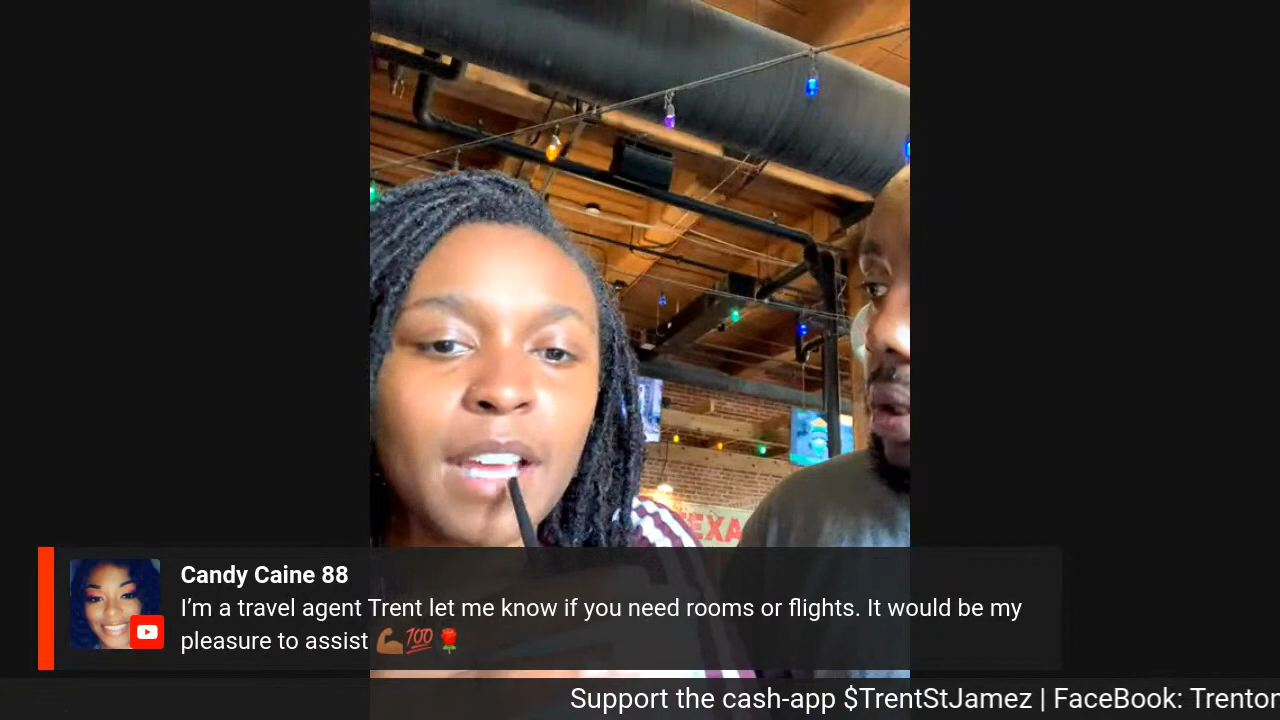 TEXA
Candy Caine 88
I’m a travel agent Trent let me know if you need rooms or flights. It would be my
pleasure to assist 💪🏾💯🌹
Support the cash-app $TrentStJamez | FaceBook: Trenton